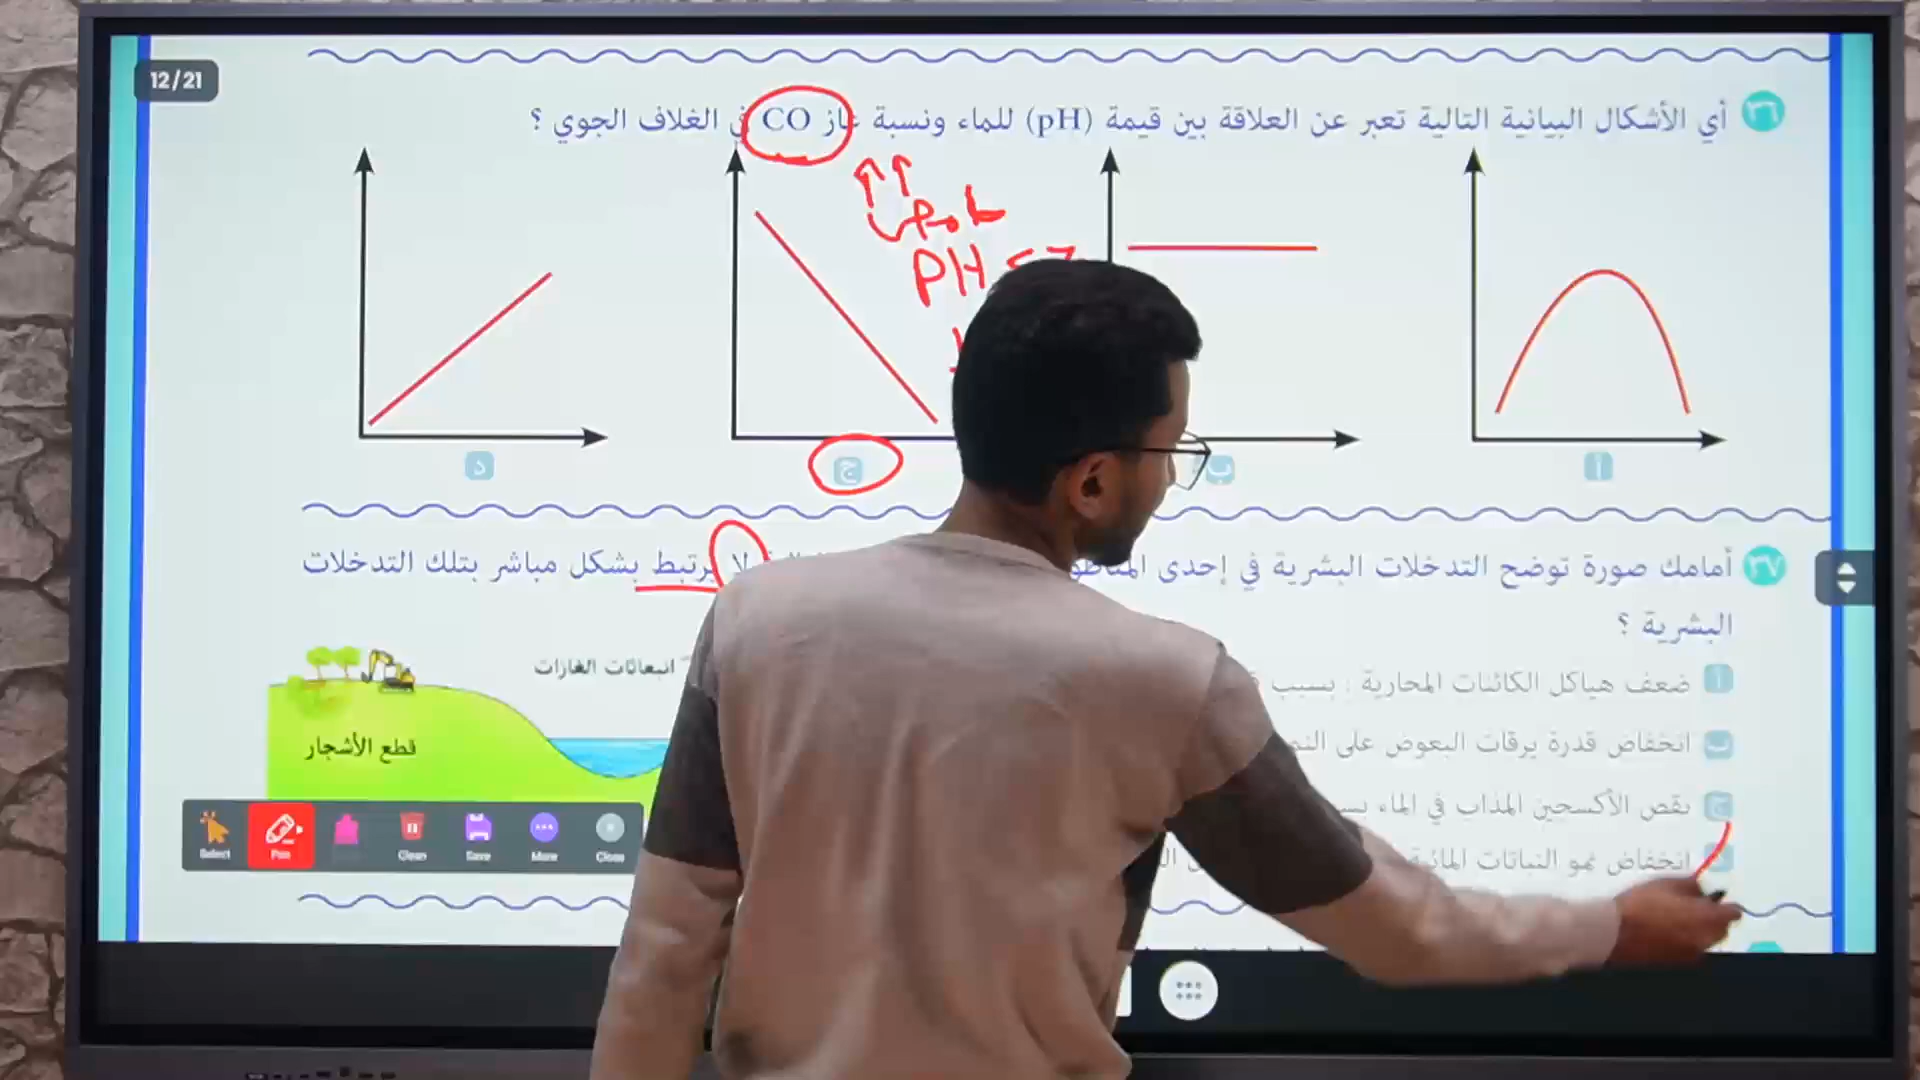 12/21
٣٦ أي الأشكال البيانية التالية تعبر عن العلاقة بين قيمة (pH) للماء ونسبة غاز CO في الغلاف الجوي ؟
PH <7
د
ج
ب
أ
٣٧ أمامك صورة توضح التدخلات البشرية في إحدى
لا يرتبط بشكل مباشر بتلك التدخلات
البشرية ؟
أ ضعف هياكل الكائنات المحارية : بسبب
ب انخفاض قدرة يرقات البعوض على
ج نقص الأكسجين المذاب في الماء
د انخفاض نمو النباتات المائية
انبعاثات الغازات
قطع الأشجار
Select
Pen
Clean
Save
More
Close